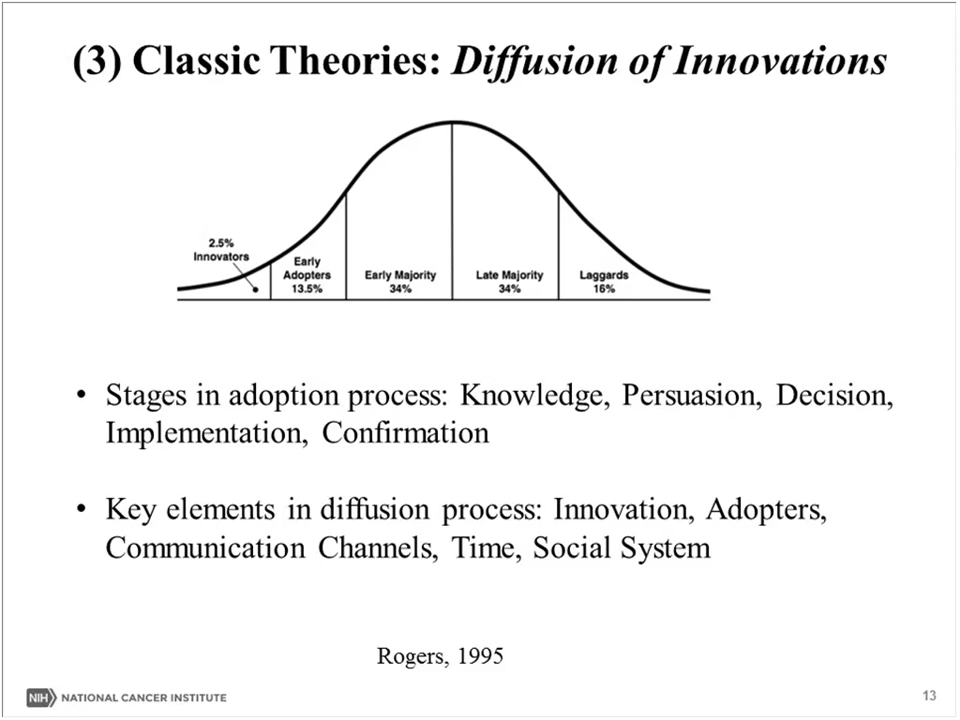 (3) Classic Theories: Diffusion of Innovations
2.5%
Innovators
Early
Adopters
13.5%
Early Majority
34%
Late Majority
34%
Laggards
16%
• Stages in adoption process: Knowledge, Persuasion, Decision,
Implementation, Confirmation
• Key elements in diffusion process: Innovation, Adopters,
Communication Channels, Time, Social System
Rogers, 1995
NIH NATIONAL CANCER INSTITUTE
13